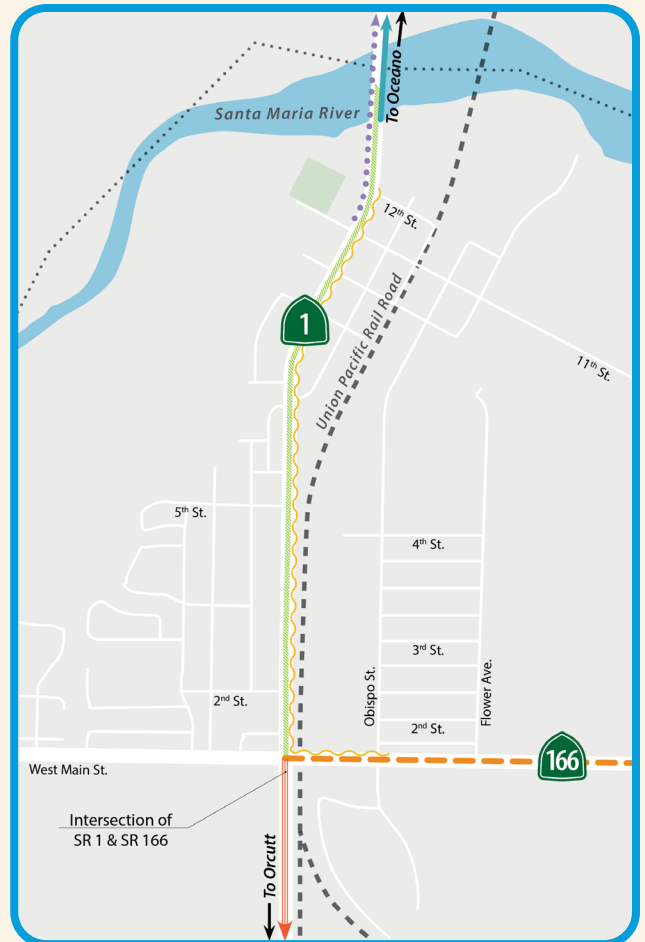 To Oceano
Santa Maria River
12th St.
1
Union Pacific Rail Road
11th St.
5th St.
4th St.
3rd St.
Obispo St.
Flower Ave.
2nd St.
2nd St.
West Main St.
166
Intersection of
SR 1 & SR 166
To Orcutt